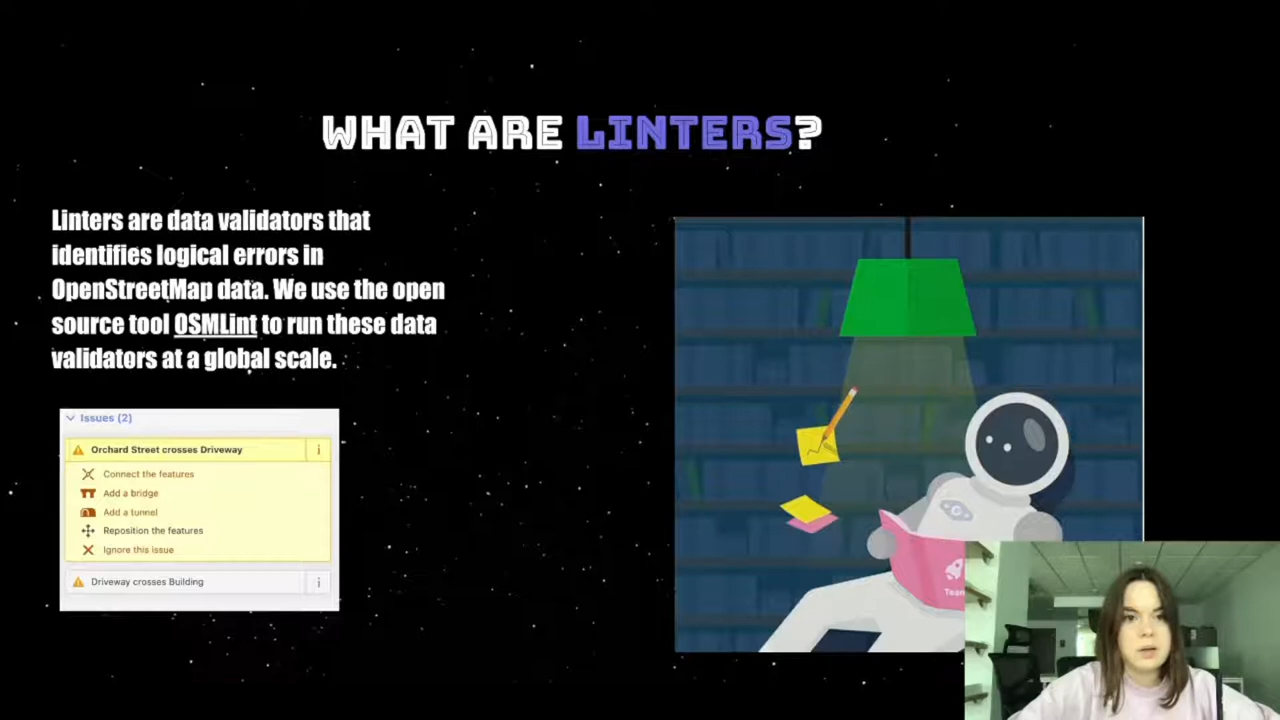 WHAT ARE LINTERS?
Linters are data validators that
identifies logical errors in
OpenStreetMap data. We use the open
source tool OSMLint to run these data
validators at a global scale.
Issues (2)
Orchard Street crosses Driveway
Connect the features
Add a bridge
Add a tunnel
Reposition the features
Ignore this issue
Driveway crosses Building